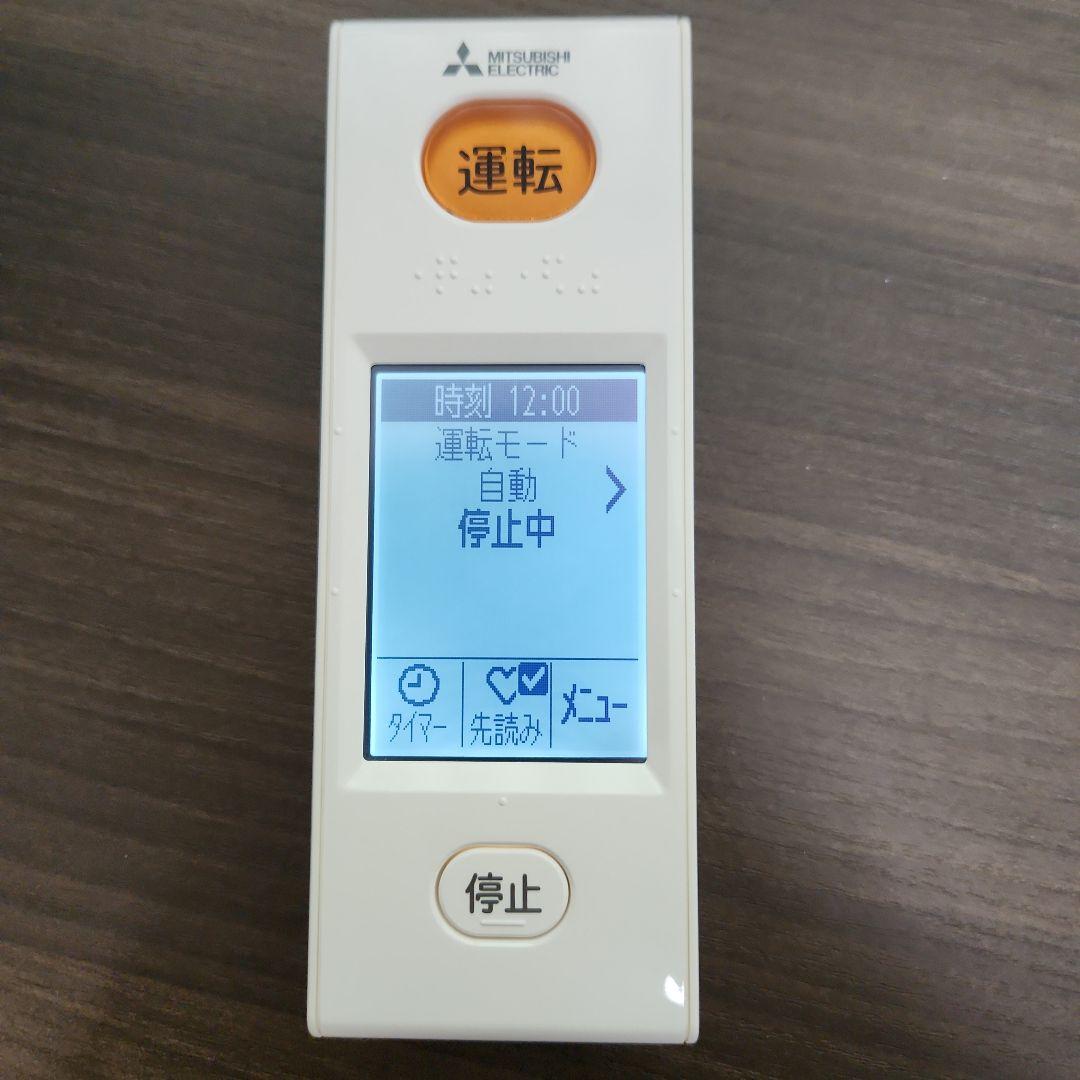 MITSUBISHI
ELECTRIC
運転
時刻 12:00
運転モード
自動
停止中
タイマー
先読み
メニュー
停止